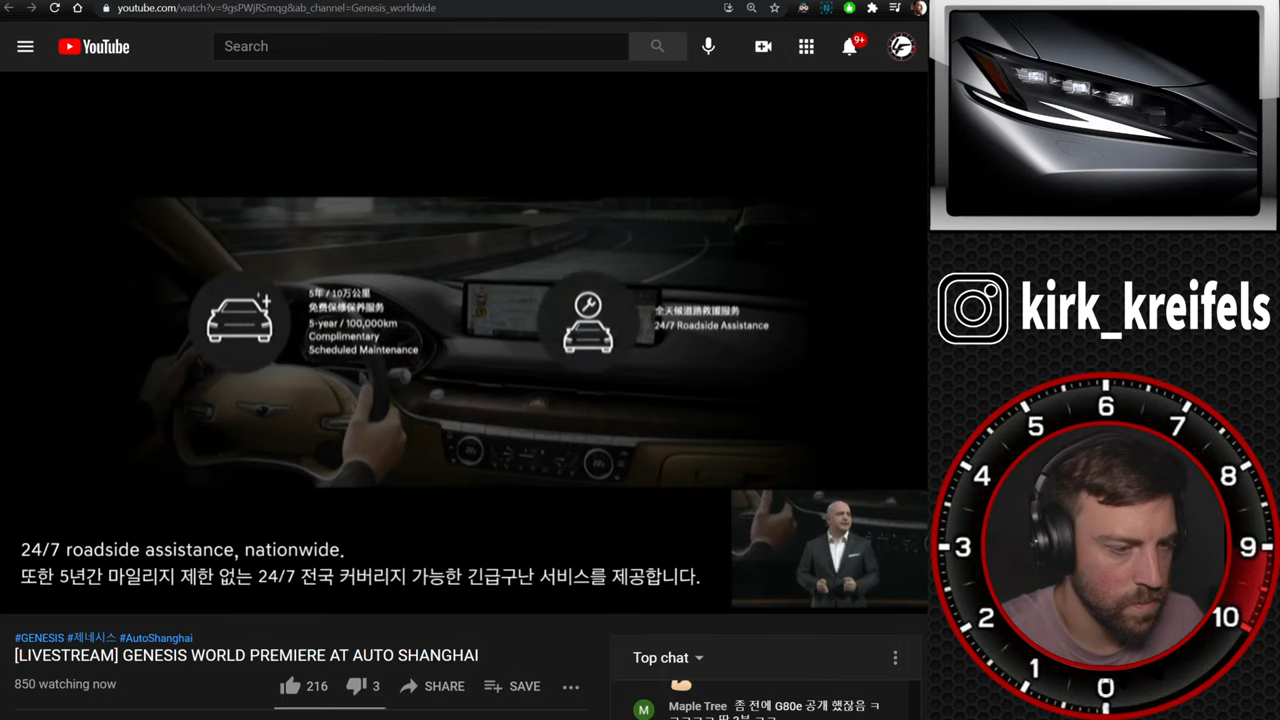 youtube.com/watch?v=9gsPWjRSmqg&ab_channel=Genesis_worldwide
YouTube
Search
9+
5年 / 10万公里
免费保修保养服务
5-year / 100,000km
Complimentary
Scheduled Maintenance
全天候道路救援服务
24/7 Roadside Assistance
24/7 roadside assistance, nationwide.
또한 5년간 마일리지 제한 없는 24/7 전국 커버리지 가능한 긴급구난 서비스를 제공합니다.
#GENESIS #제네시스 #AutoShanghai
[LIVESTREAM] GENESIS WORLD PREMIERE AT AUTO SHANGHAI
850 watching now
216
3
SHARE
SAVE
Top chat
M
Maple Tree 좀 전에 G80e 공개 했잖음 ㅋ
kirk_kreifels
6
5
7
4
8
3
9
2
10
1
0